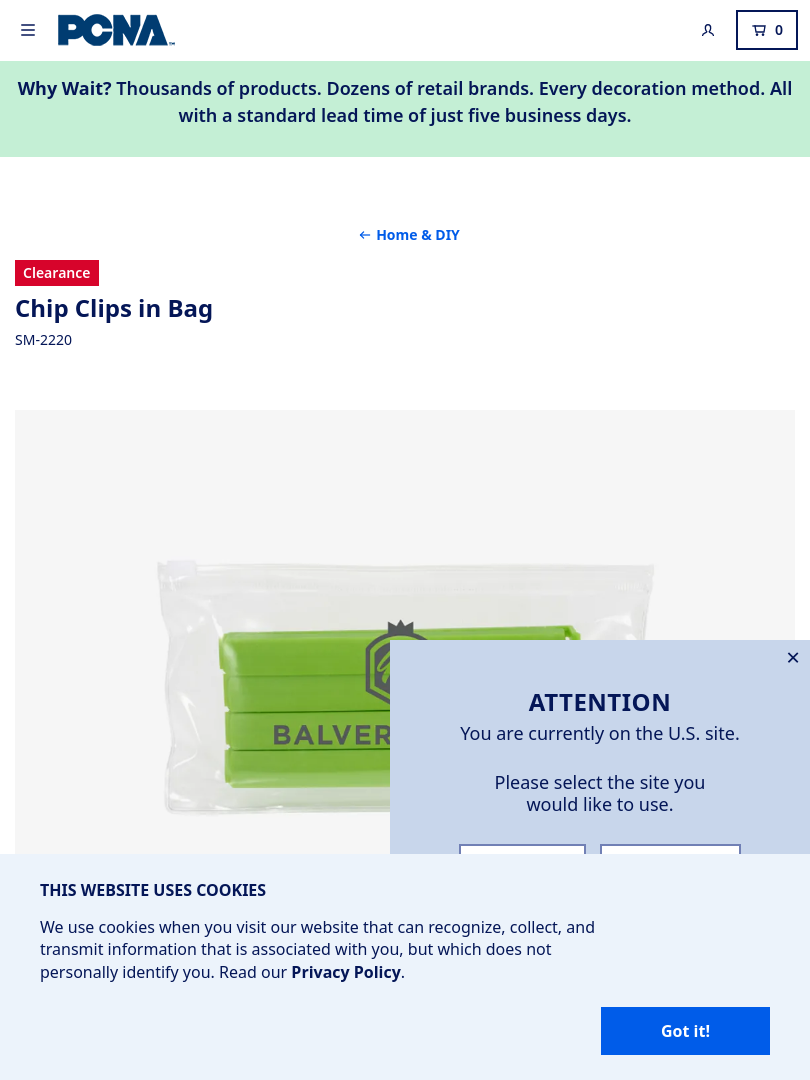 PCNA™
0
Why Wait? Thousands of products. Dozens of retail brands. Every decoration method. All
with a standard lead time of just five business days.
← Home & DIY
Clearance
Chip Clips in Bag
SM-2220
BALVER
ATTENTION
You are currently on the U.S. site.
Please select the site you
would like to use.
THIS WEBSITE USES COOKIES
We use cookies when you visit our website that can recognize, collect, and
transmit information that is associated with you, but which does not
personally identify you. Read our Privacy Policy.
Got it!